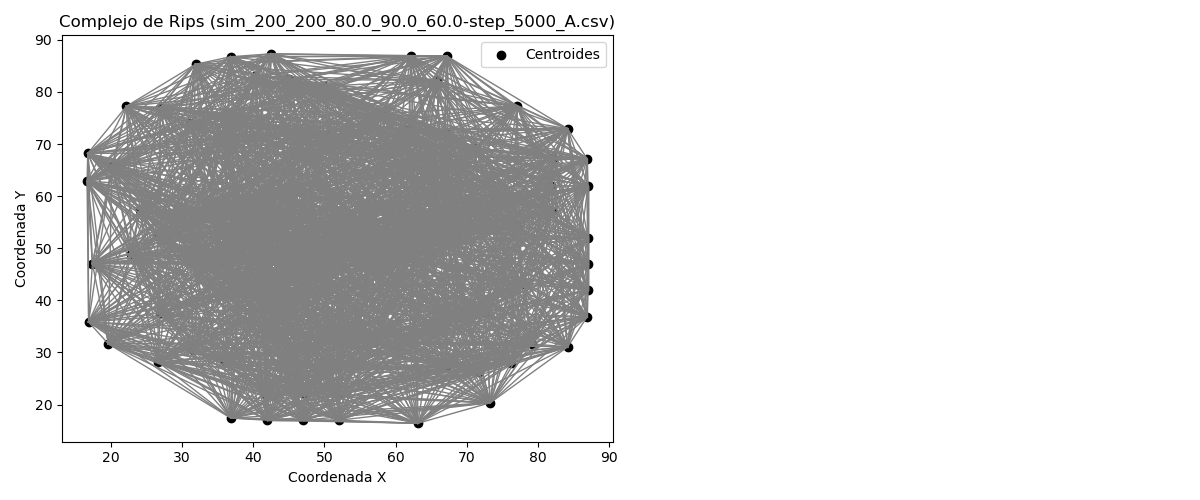 Complejo de Rips (sim_200_200_80.0_90.0_60.0-step_5000_A.csv)
Centroides
90
80
70
60
50
40
30
20
Coordenada Y
20 30 40 50 60 70 80 90
Coordenada X